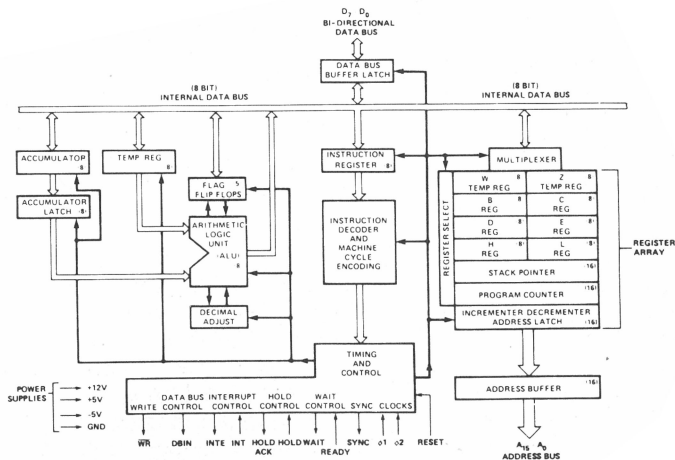 D7 D0
BI-DIRECTIONAL
DATA BUS
DATA BUS
BUFFER LATCH
(8 BIT)
INTERNAL DATA BUS
(8 BIT)
INTERNAL DATA BUS
ACCUMULATOR
8
TEMP REG
8
ACCUMULATOR
LATCH (8)
FLAG 5
FLIP FLOPS
ARITHMETIC
LOGIC
UNIT
(ALU)
8
DECIMAL
ADJUST
INSTRUCTION
REGISTER 8
INSTRUCTION
DECODER
AND
MACHINE
CYCLE
ENCODING
MULTIPLEXER
REGISTER SELECT
W 8
TEMP REG
Z 8
TEMP REG
B 8
REG
C 8
REG
D 8
REG
E 8
REG
H 8
REG
L 8
REG
STACK POINTER (16)
PROGRAM COUNTER (16)
INCREMENTER DECREMENTER
ADDRESS LATCH (16)
REGISTER
ARRAY
TIMING
AND
CONTROL
DATA BUS INTERRUPT HOLD WAIT
WRITE CONTROL CONTROL CONTROL CONTROL SYNC CLOCKS
ADDRESS BUFFER (16)
POWER
SUPPLIES
+12V
+5V
-5V
GND
WR DBIN INTE INT HOLD HOLD WAIT SYNC ϕ1 ϕ2 RESET
ACK READY
A15 A0
ADDRESS BUS